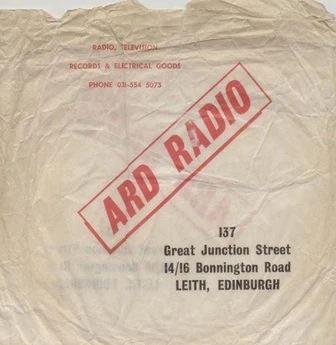 RADIO, TELEVISION
RECORDS & ELECTRICAL GOODS
PHONE 031-554 5073
ARD RADIO
137
Great Junction Street
14/16 Bonnington Road
LEITH, EDINBURGH